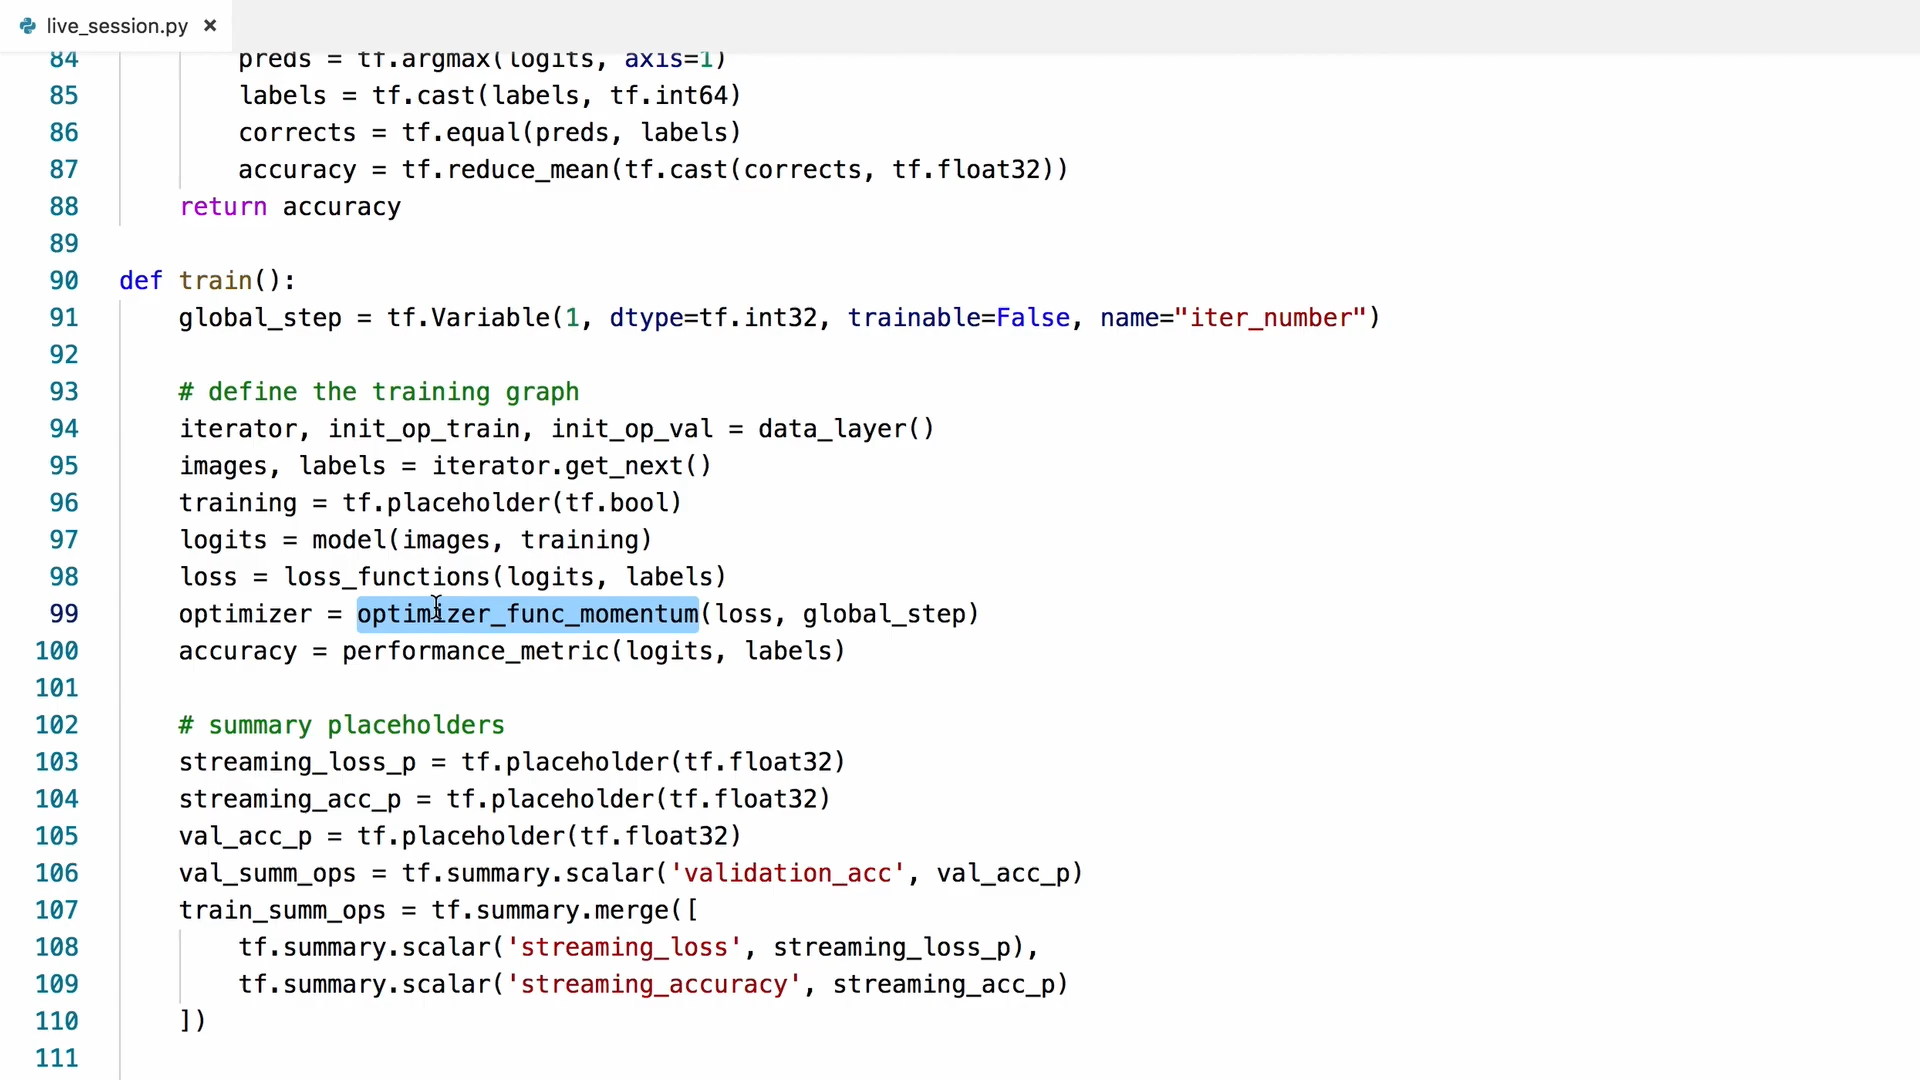 live_session.py ×
84 preds = tf.argmax(logits, axis=1)
85 labels = tf.cast(labels, tf.int64)
86 corrects = tf.equal(preds, labels)
87 accuracy = tf.reduce_mean(tf.cast(corrects, tf.float32))
88 return accuracy
89
90 def train():
91 global_step = tf.Variable(1, dtype=tf.int32, trainable=False, name="iter_number")
92
93 # define the training graph
94 iterator, init_op_train, init_op_val = data_layer()
95 images, labels = iterator.get_next()
96 training = tf.placeholder(tf.bool)
97 logits = model(images, training)
98 loss = loss_functions(logits, labels)
99 optimizer = optimizer_func_momentum(loss, global_step)
100 accuracy = performance_metric(logits, labels)
101
102 # summary placeholders
103 streaming_loss_p = tf.placeholder(tf.float32)
104 streaming_acc_p = tf.placeholder(tf.float32)
105 val_acc_p = tf.placeholder(tf.float32)
106 val_summ_ops = tf.summary.scalar('validation_acc', val_acc_p)
107 train_summ_ops = tf.summary.merge([
108 tf.summary.scalar('streaming_loss', streaming_loss_p),
109 tf.summary.scalar('streaming_accuracy', streaming_acc_p)
110 ])
111